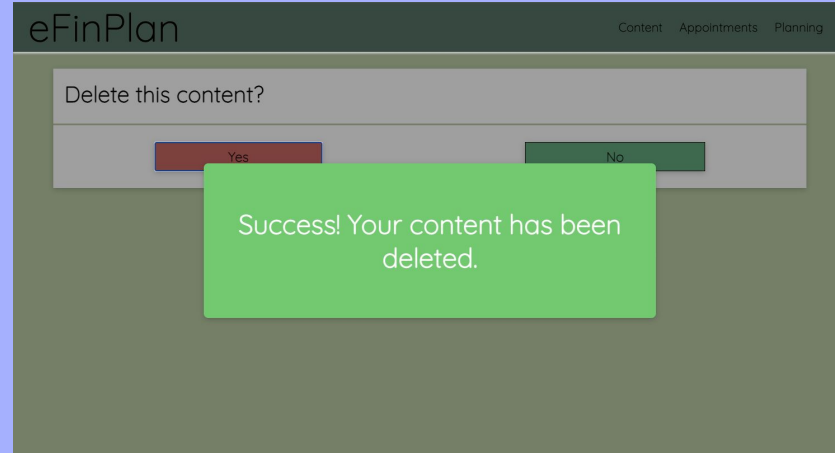 eFinPlan
Content Appointments Planning
Delete this content?
Yes No
Success! Your content has been
deleted.